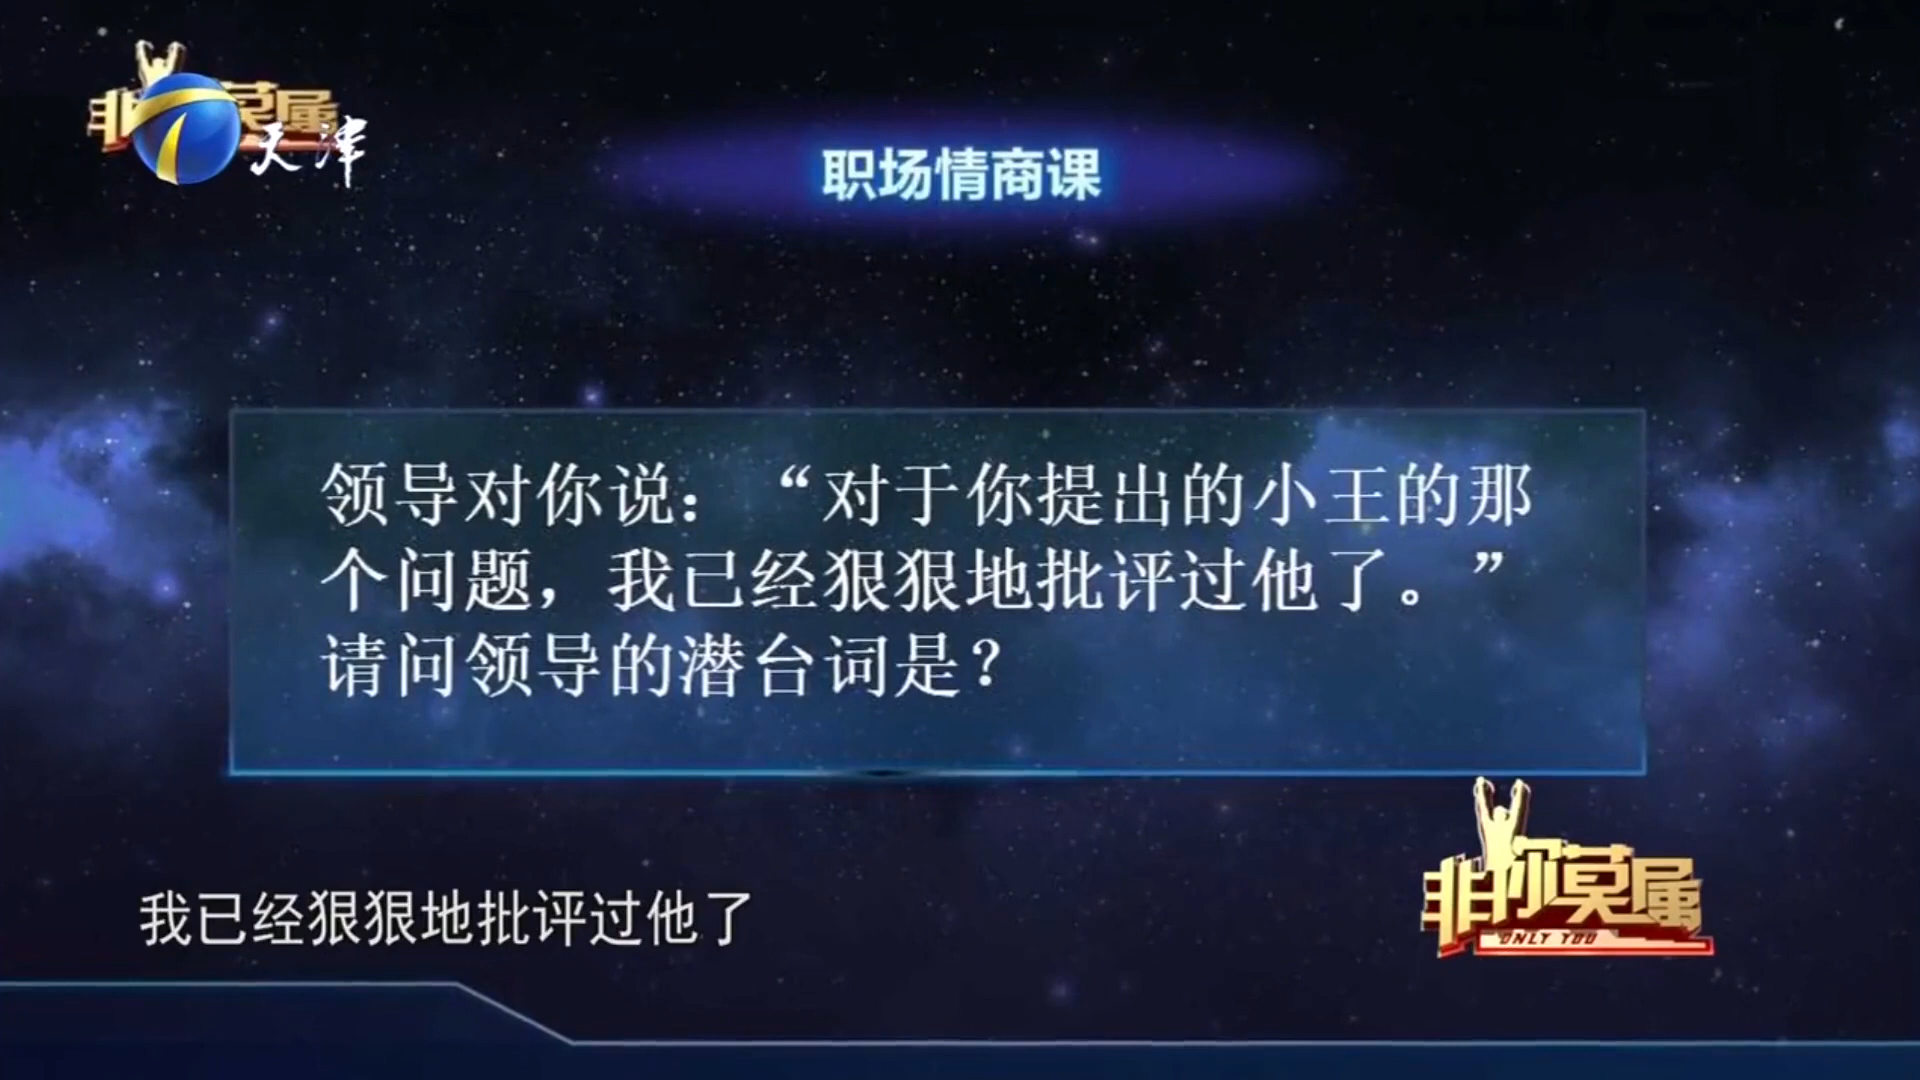 非 莫属
天津
职场情商课
领导对你说：“对于你提出的小王的那
个问题，我已经狠狠地批评过他了。”
请问领导的潜台词是？
非你莫属
ONLY YOU
我已经狠狠地批评过他了